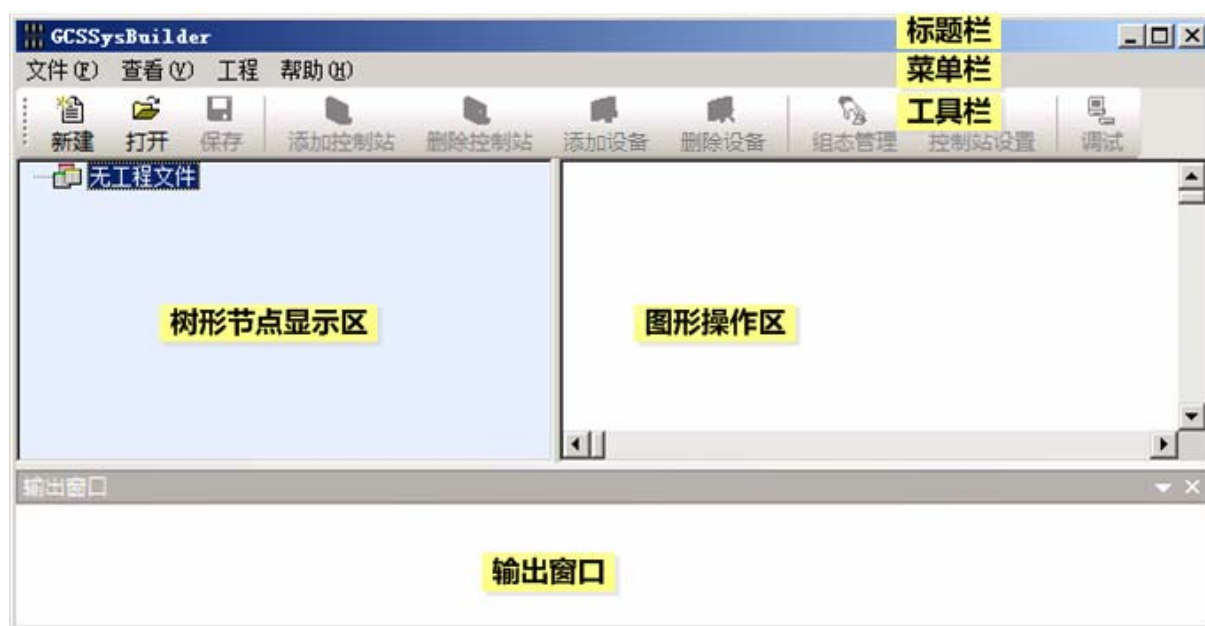 GCSSysBuilder 标题栏
文件(F) 查看(V) 工程 帮助(H) 菜单栏
工具栏
新建 打开 保存 添加控制站 删除控制站 添加设备 删除设备 组态管理 控制站设置 调试
无工程文件
树形节点显示区 图形操作区
输出窗口
输出窗口